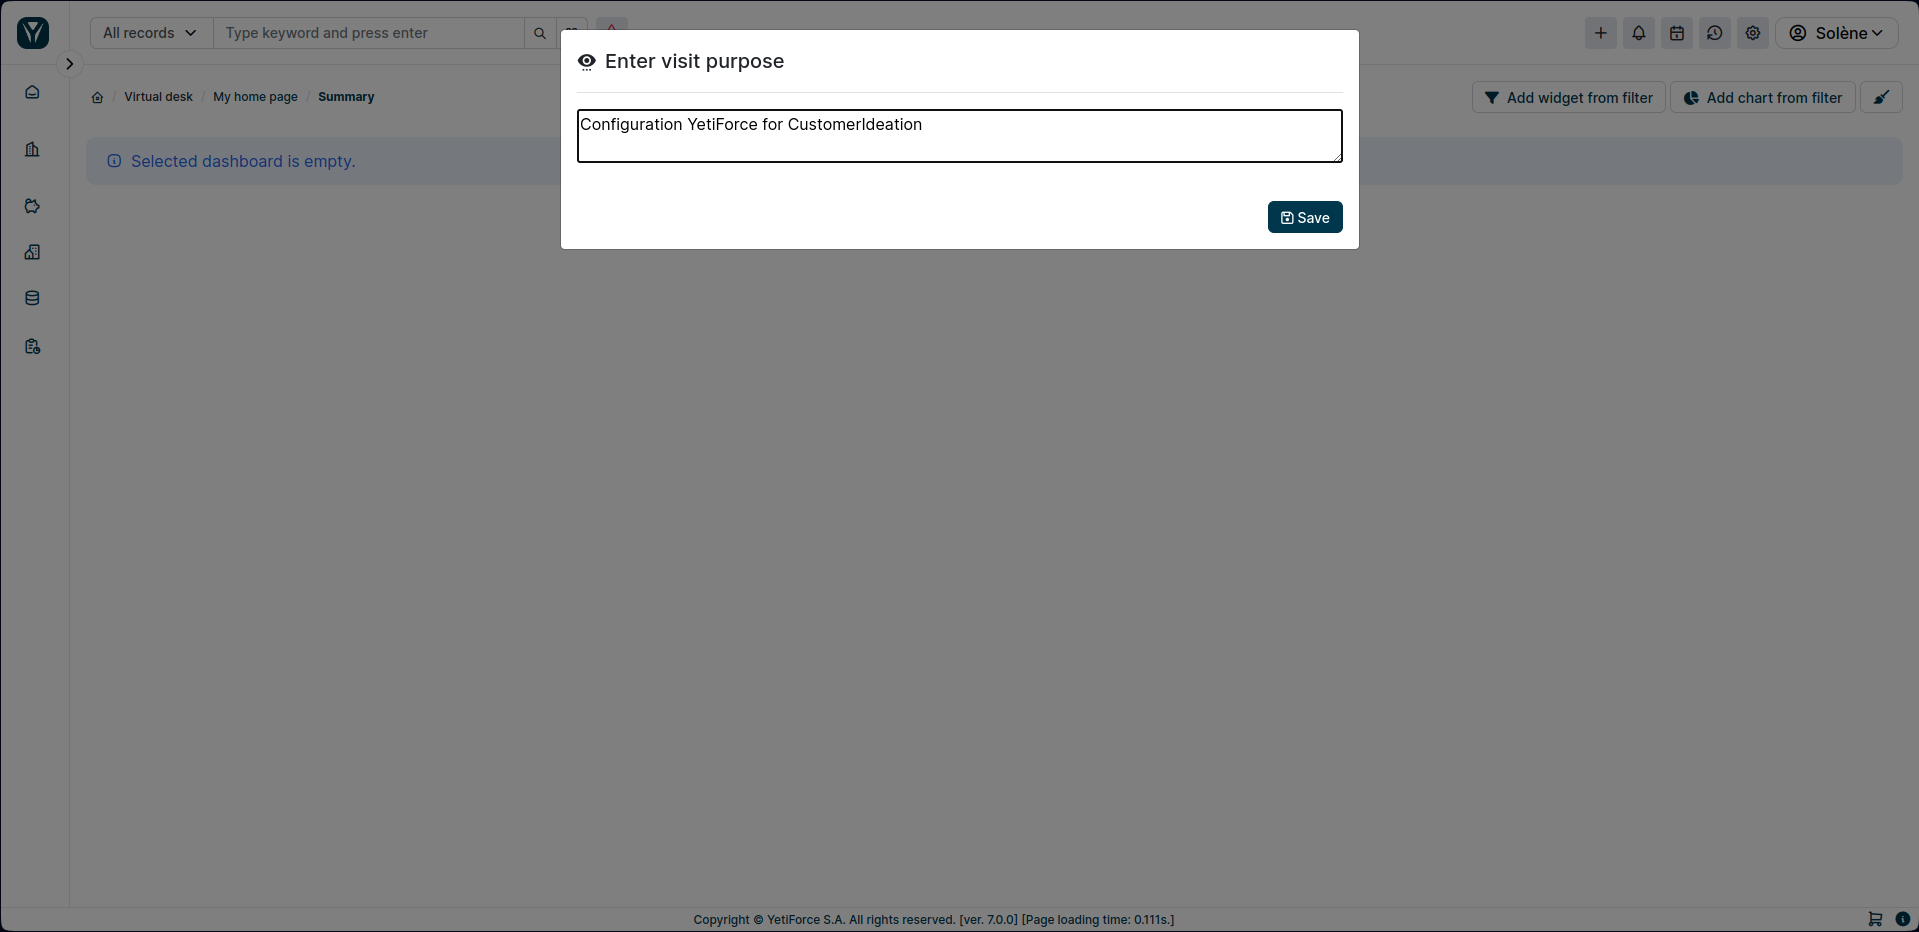 All records
Type keyword and press enter
Solène
Virtual desk / My home page / Summary
Add widget from filter
Add chart from filter
Selected dashboard is empty.
Enter visit purpose
Configuration YetiForce for CustomerIdeation
Save
Copyright © YetiForce S.A. All rights reserved. [ver. 7.0.0] [Page loading time: 0.111s.]